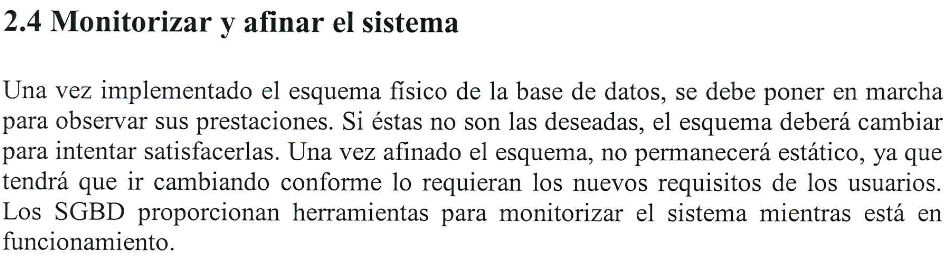 2.4 Monitorizar y afinar el sistema
Una vez implementado el esquema físico de la base de datos, se debe poner en marcha
para observar sus prestaciones. Si éstas no son las deseadas, el esquema deberá cambiar
para intentar satisfacerlas. Una vez afinado el esquema, no permanecerá estático, ya que
tendrá que ir cambiando conforme lo requieran los nuevos requisitos de los usuarios.
Los SGBD proporcionan herramientas para monitorizar el sistema mientras está en
funcionamiento.